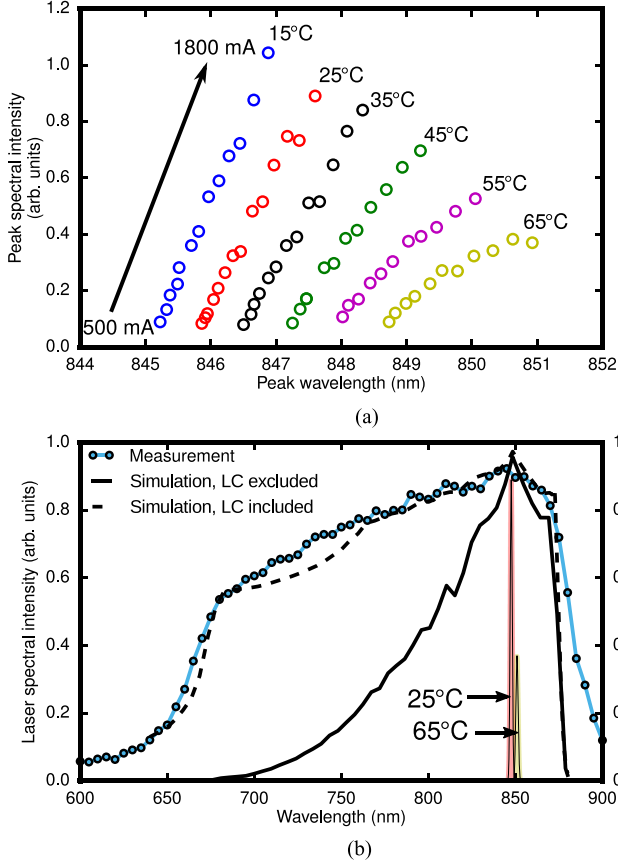 1.2
1.0
0.8
0.6
0.4
0.2
0.0
Peak spectral intensity
(arb. units)
1800 mA
15°C
25°C
35°C
45°C
55°C
65°C
500 mA
844 845 846 847 848 849 850 851 852
Peak wavelength (nm)
(a)
1.0
0.8
0.6
0.4
0.2
0.0
Laser spectral intensity (arb. units)
Measurement
Simulation, LC excluded
Simulation, LC included
25°C
65°C
600 650 700 750 800 850 900
Wavelength (nm)
(b)